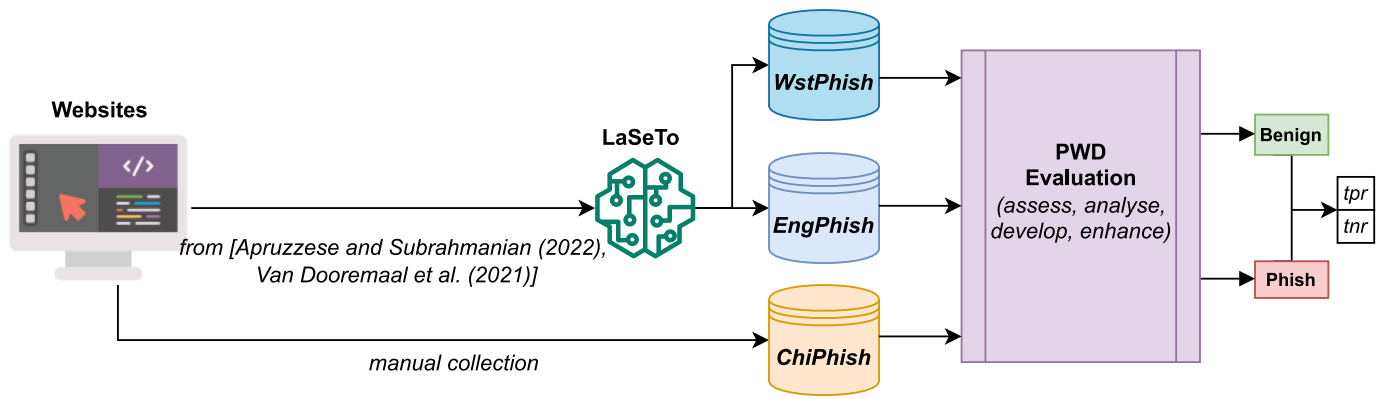 Websites
</>
from [Apruzzese and Subrahmanian (2022),
Van Dooremaal et al. (2021)]
manual collection
LaSeTo
WstPhish
EngPhish
ChiPhish
PWD
Evaluation
(assess, analyse,
develop, enhance)
Benign
Phish
tpr
tnr